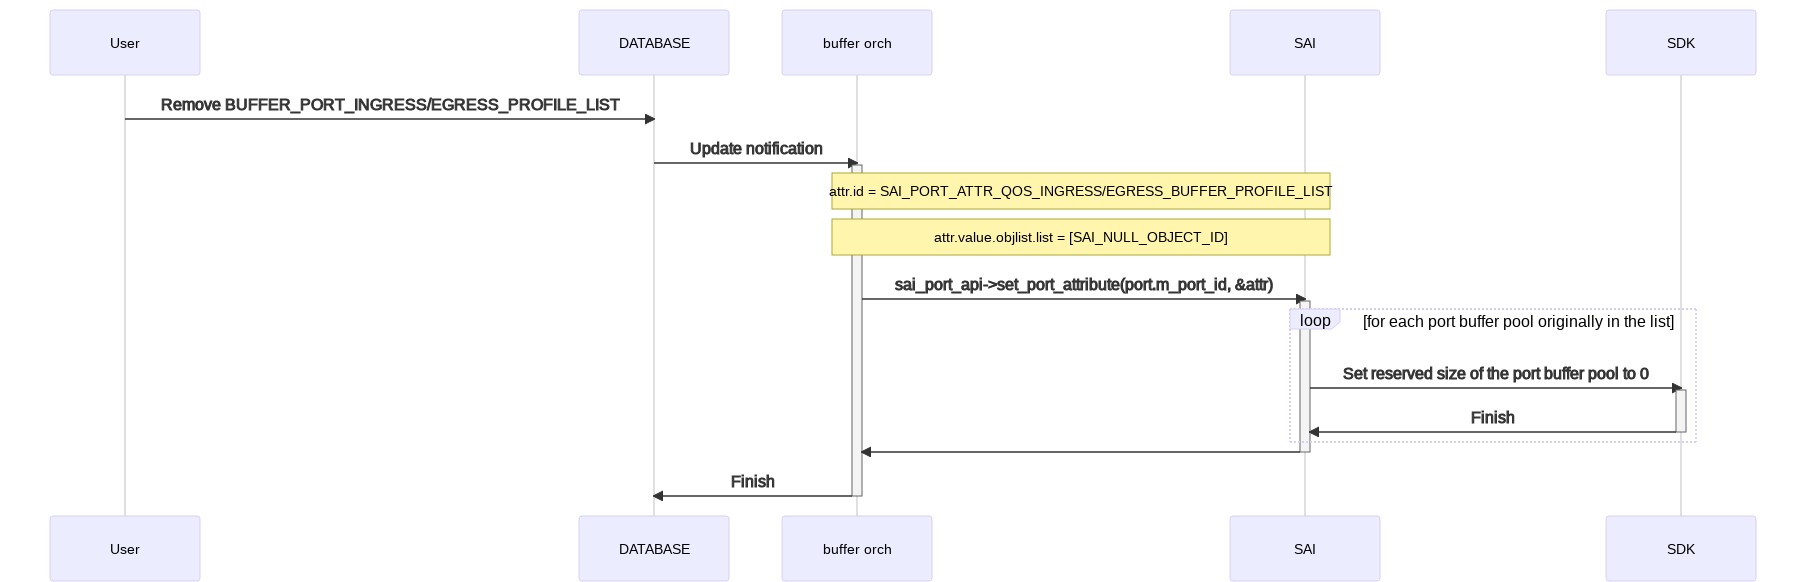 User
DATABASE
buffer orch
SAI
SDK
Remove BUFFER_PORT_INGRESS/EGRESS_PROFILE_LIST
Update notification
attr.id = SAI_PORT_ATTR_QOS_INGRESS/EGRESS_BUFFER_PROFILE_LIST
attr.value.objlist.list = [SAI_NULL_OBJECT_ID]
sai_port_api->set_port_attribute(port.m_port_id, &attr)
loop
[for each port buffer pool originally in the list]
Set reserved size of the port buffer pool to 0
Finish
Finish
User
DATABASE
buffer orch
SAI
SDK